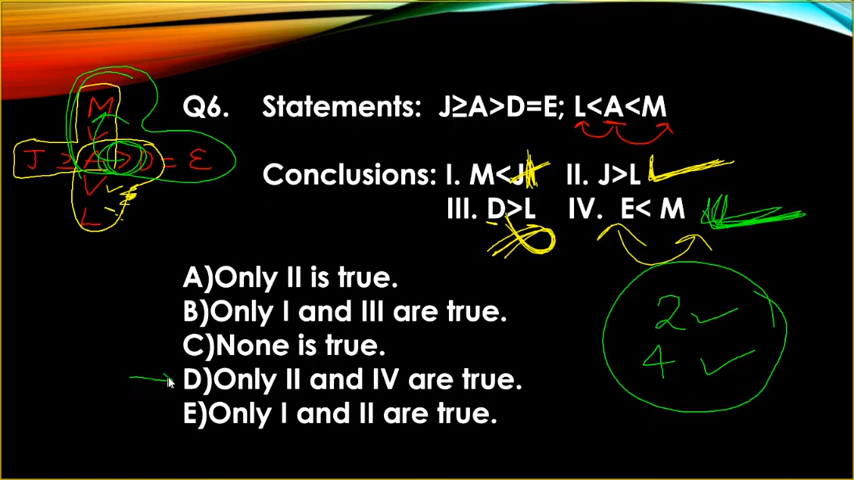 Q6. Statements: J≥A>D=E; L<A<M
Conclusions: I. M<J II. J>L
III. D>L IV. E< M
A)Only II is true.
B)Only I and III are true.
C)None is true.
D)Only II and IV are true.
E)Only I and II are true.
M
J ≥ A > D = E
L
2 ✓
4 ✓